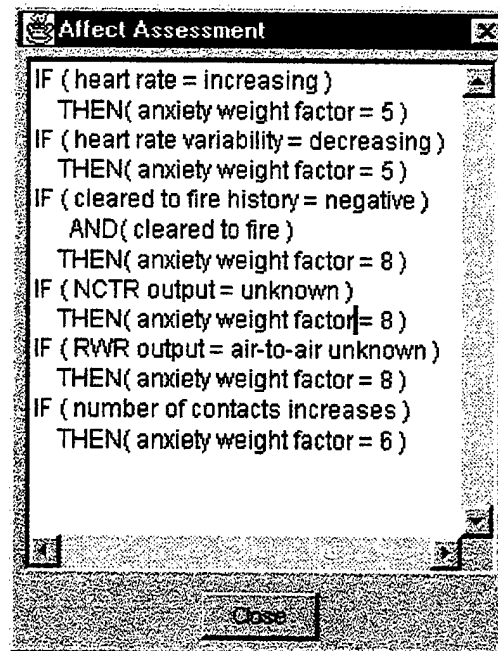 Affect Assessment
IF ( heart rate = increasing )
THEN( anxiety weight factor = 5 )
IF ( heart rate variability = decreasing )
THEN( anxiety weight factor = 5 )
IF ( cleared to fire history = negative )
AND( cleared to fire )
THEN( anxiety weight factor = 8 )
IF ( NCTR output = unknown )
THEN( anxiety weight factor = 8 )
IF ( RWR output = air-to-air unknown )
THEN( anxiety weight factor = 8 )
IF ( number of contacts increases )
THEN( anxiety weight factor = 6 )
Close